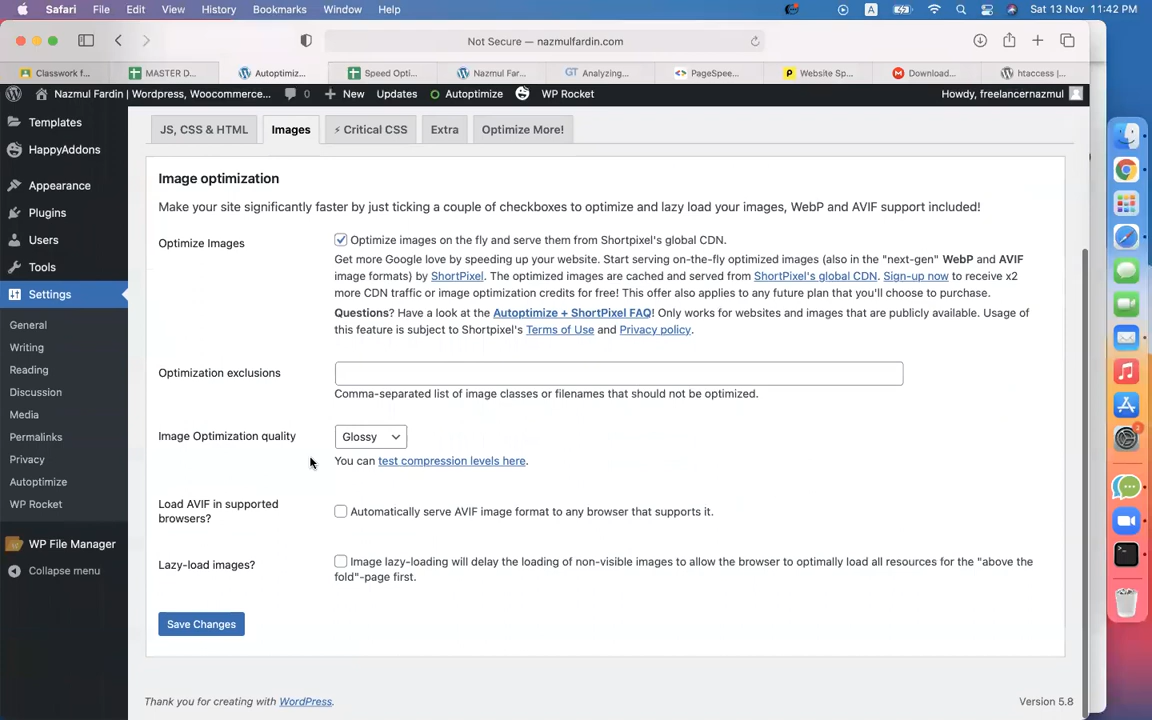 Safari File Edit View History Bookmarks Window Help
A
Sat 13 Nov 11:42 PM
Not Secure — nazmulfardin.com
Classwork f...
MASTER D...
Autoptimiz...
Speed Opti...
Nazmul Far...
GT Analyzing...
PageSpee...
P Website Sp...
Download...
htaccess |...
Nazmul Fardin | Wordpress, Woocommerce...
0
New
Updates
Autoptimize
WP Rocket
Howdy, freelancernazmul
Templates
HappyAddons
Appearance
Plugins
Users
Tools
Settings
General
Writing
Reading
Discussion
Media
Permalinks
Privacy
Autoptimize
WP Rocket
WP File Manager
Collapse menu
JS, CSS & HTML
Images
⚡ Critical CSS
Extra
Optimize More!
Image optimization
Make your site significantly faster by just ticking a couple of checkboxes to optimize and lazy load your images, WebP and AVIF support included!
Optimize Images
Optimize images on the fly and serve them from Shortpixel's global CDN.
Get more Google love by speeding up your website. Start serving on-the-fly optimized images (also in the "next-gen" WebP and AVIF
image formats) by ShortPixel. The optimized images are cached and served from ShortPixel's global CDN. Sign-up now to receive x2
more CDN traffic or image optimization credits for free! This offer also applies to any future plan that you'll choose to purchase.
Questions? Have a look at the Autoptimize + ShortPixel FAQ! Only works for websites and images that are publicly available. Usage of
this feature is subject to Shortpixel's Terms of Use and Privacy policy.
Optimization exclusions
Comma-separated list of image classes or filenames that should not be optimized.
Image Optimization quality
Glossy
You can test compression levels here.
Load AVIF in supported
browsers?
Automatically serve AVIF image format to any browser that supports it.
Lazy-load images?
Image lazy-loading will delay the loading of non-visible images to allow the browser to optimally load all resources for the "above the
fold"-page first.
Save Changes
Thank you for creating with WordPress.
Version 5.8
2